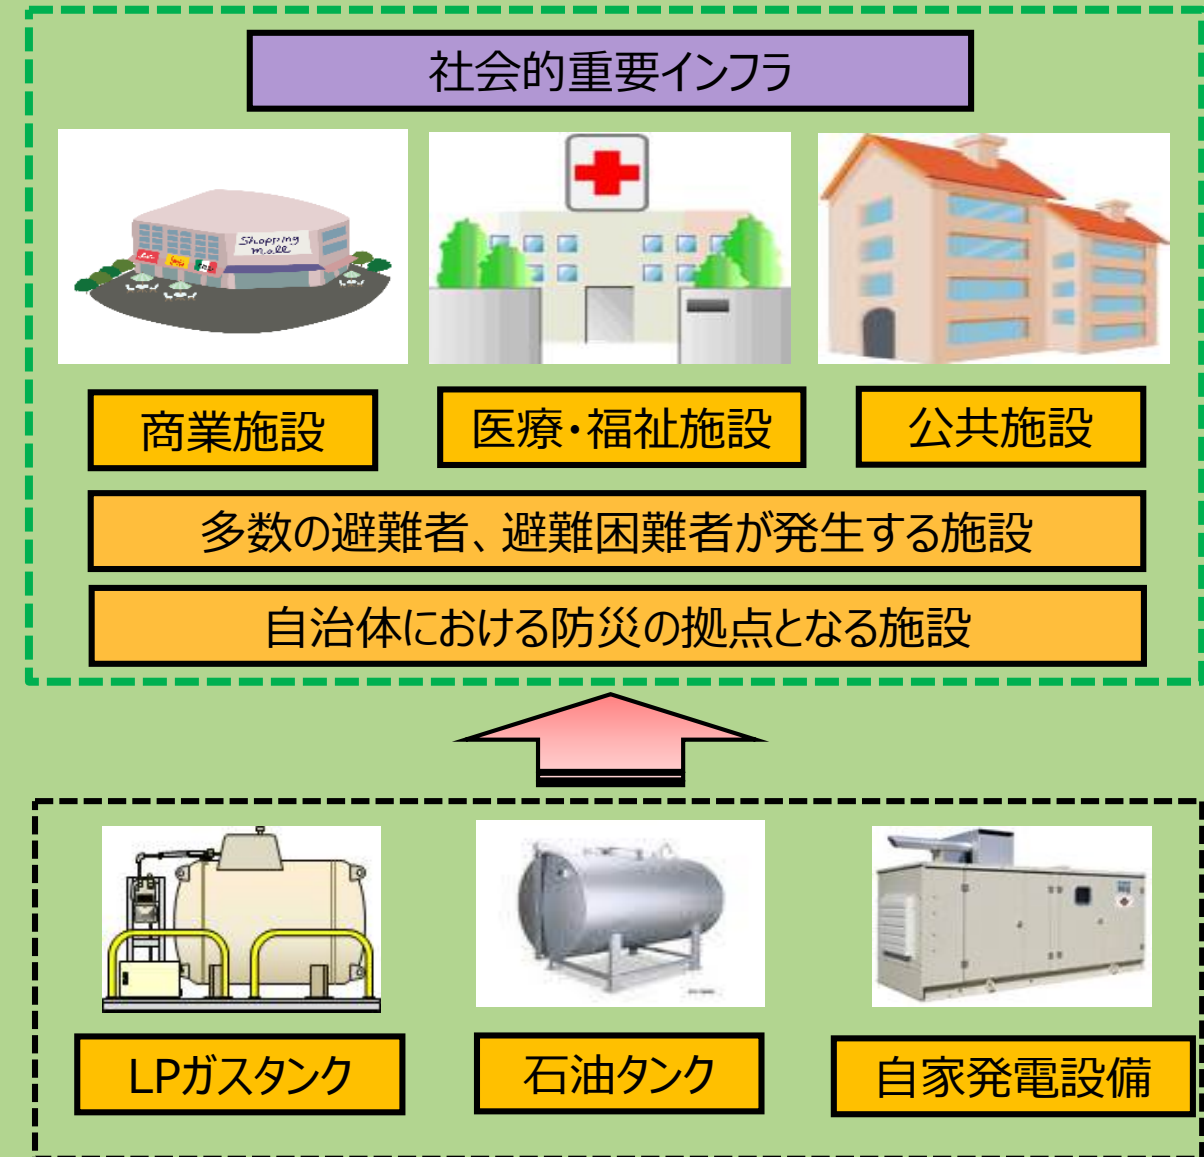 社会的重要インフラ
Shopping
mall
商業施設
医療・福祉施設
公共施設
多数の避難者、避難困難者が発生する施設
自治体における防災の拠点となる施設
LPガスタンク
石油タンク
自家発電設備